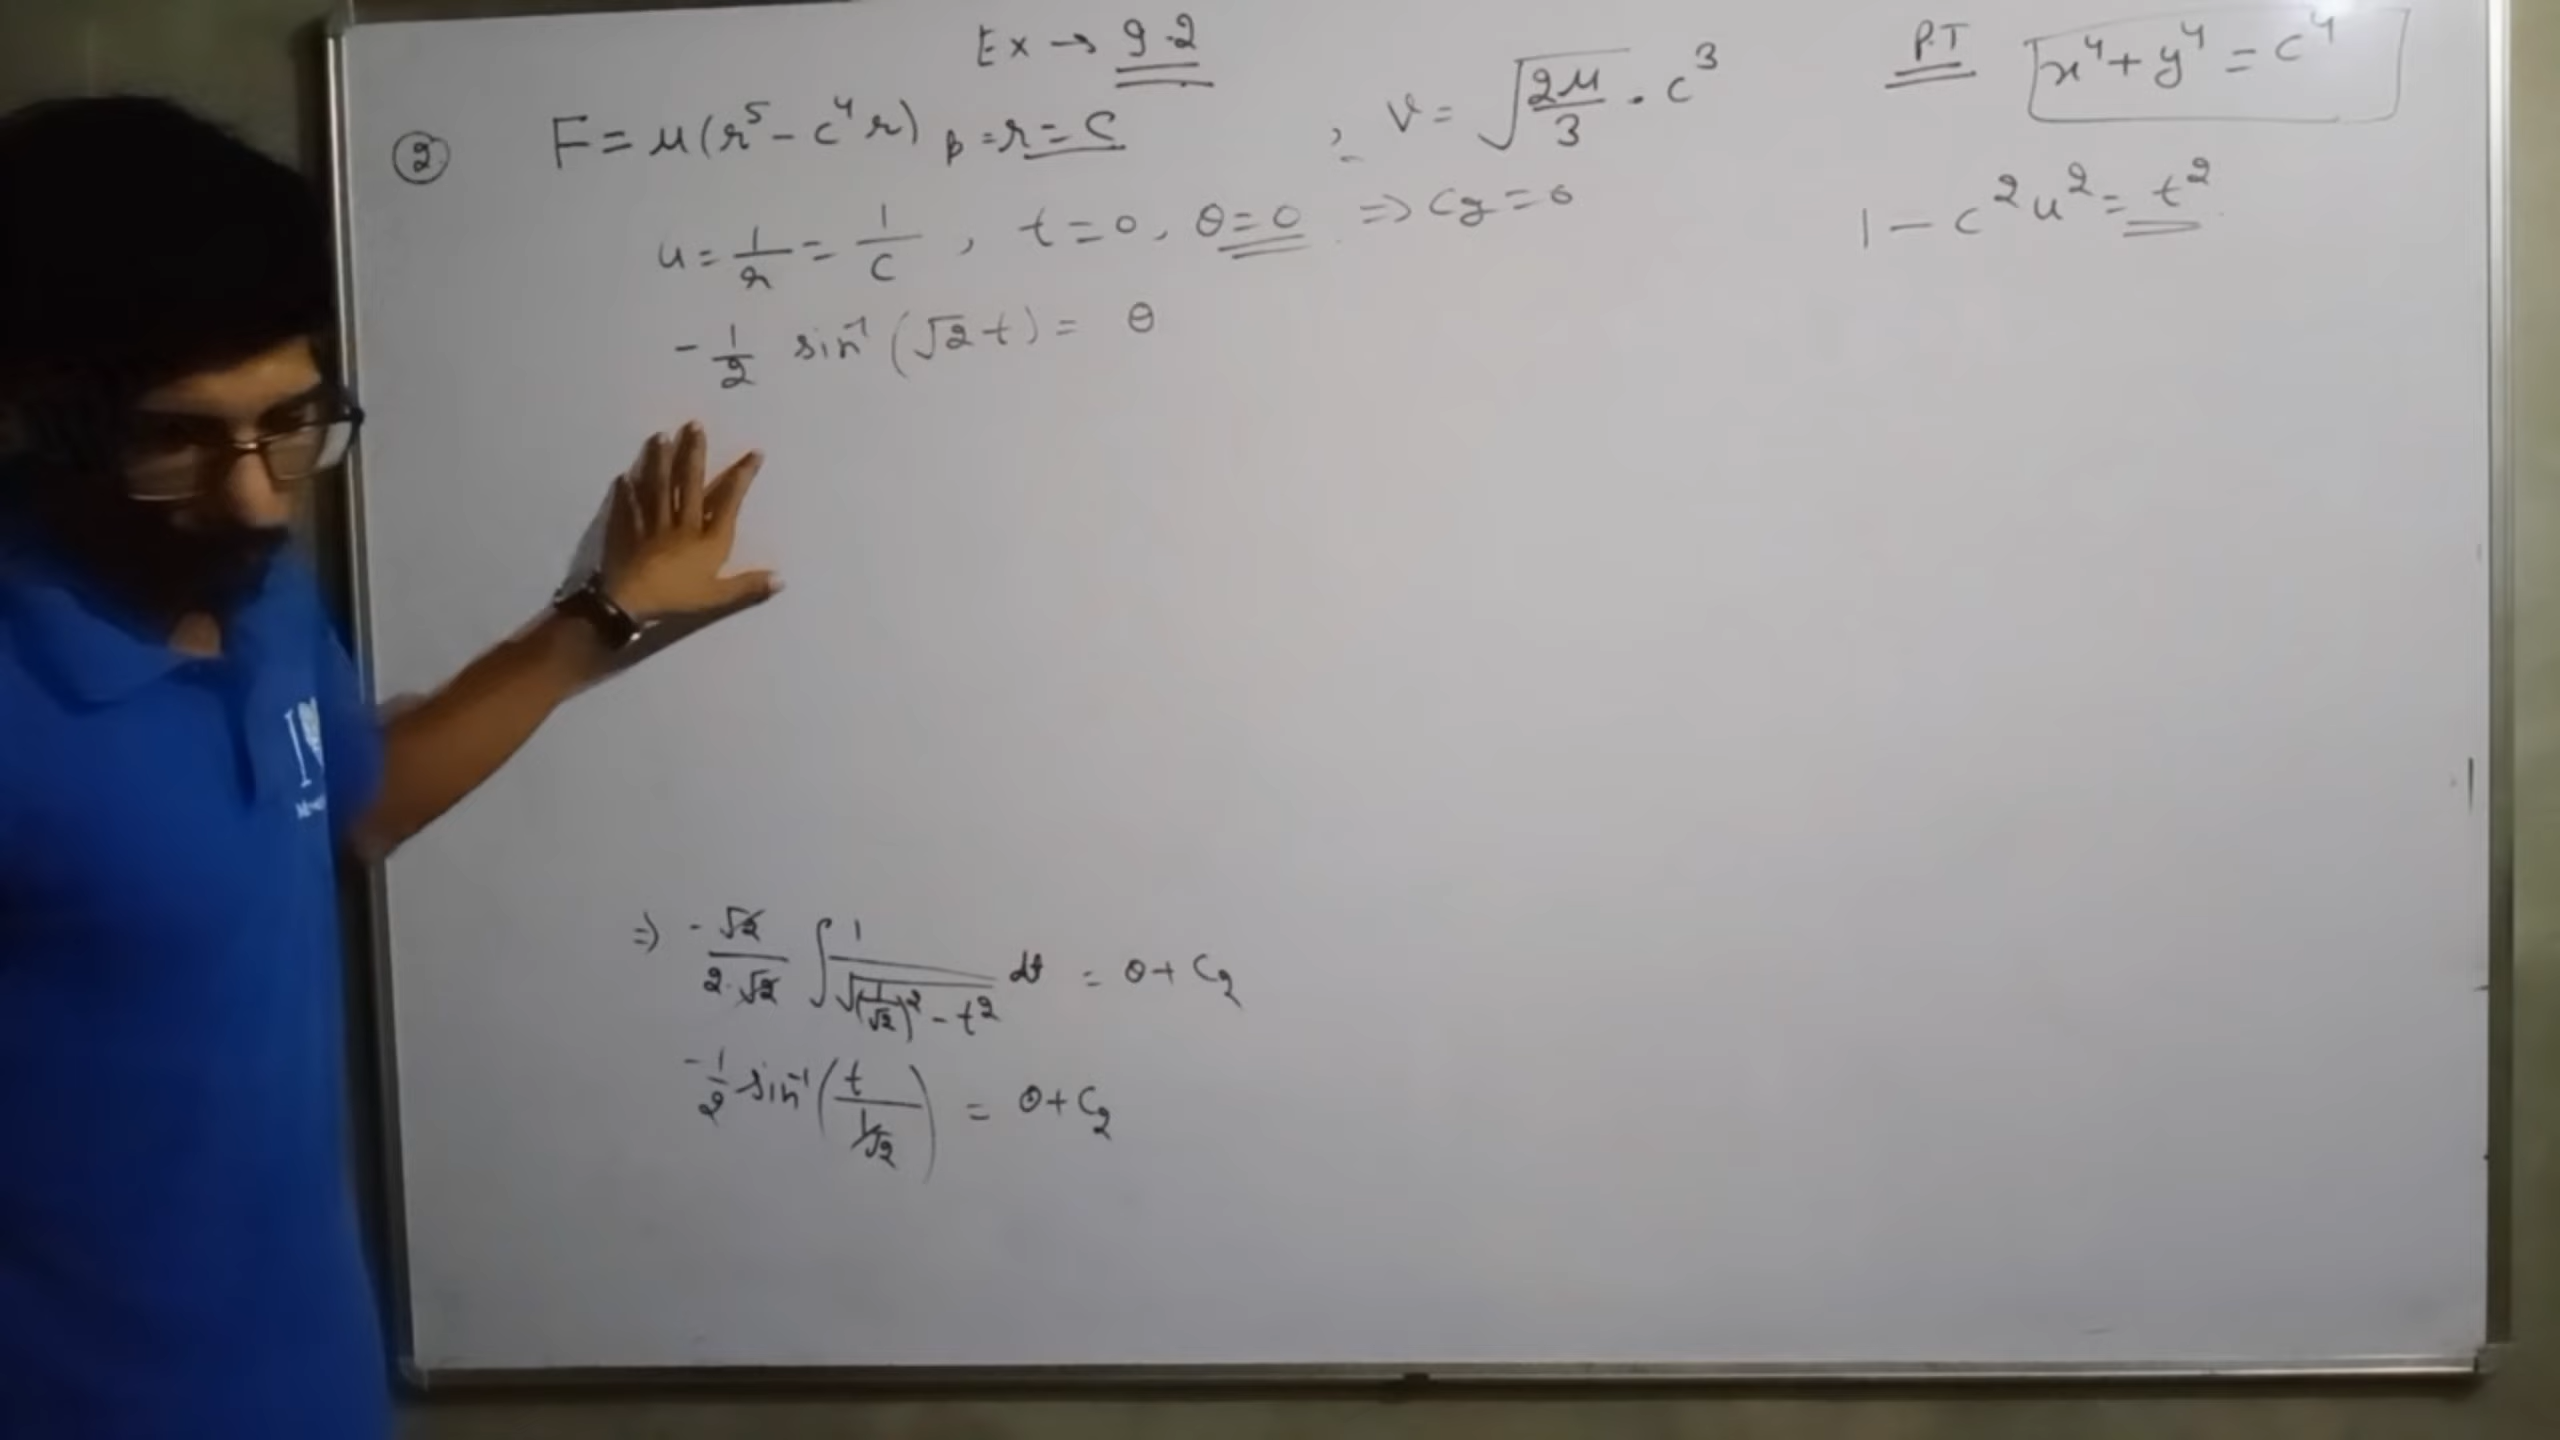 Ex → 9.2
② F = μ(r⁵ - c⁴r) p = r = c , V = √(2μ/3) · c³ P.T x⁴ + y⁴ = c⁴
u = 1/r = 1/c , t = 0, θ = 0 ⇒ C₂ = 0 1 - c²u² = t²
-1/2 sin⁻¹(√2 t) = θ
⇒ -√2/(2·√2) ∫ 1/√((1/√2)² - t²) dt = θ + C₂
-1/2 sin⁻¹(t/(1/√2)) = θ + C₂